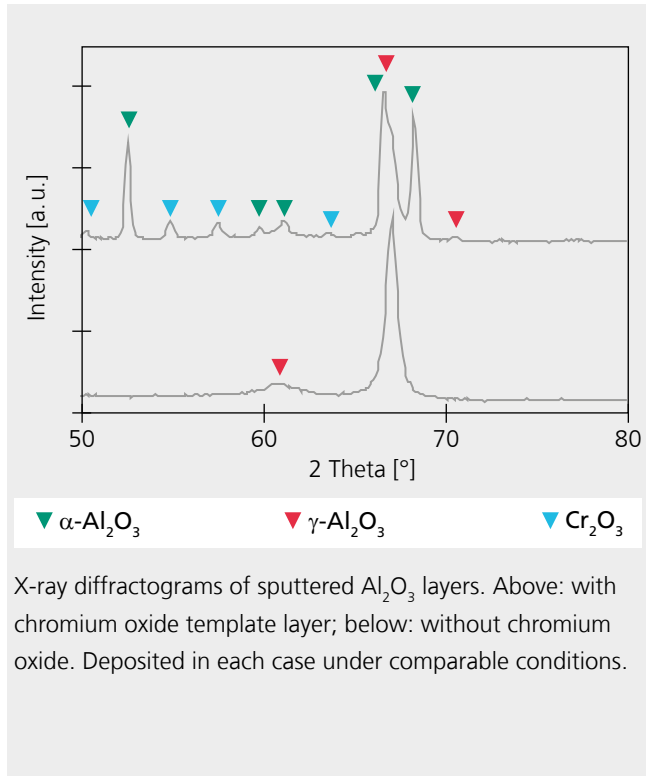 Intensity [a. u.]
50 60 70 80
2 Theta [°]
α-Al₂O₃ γ-Al₂O₃ Cr₂O₃
X-ray diffractograms of sputtered Al₂O₃ layers. Above: with
chromium oxide template layer; below: without chromium
oxide. Deposited in each case under comparable conditions.